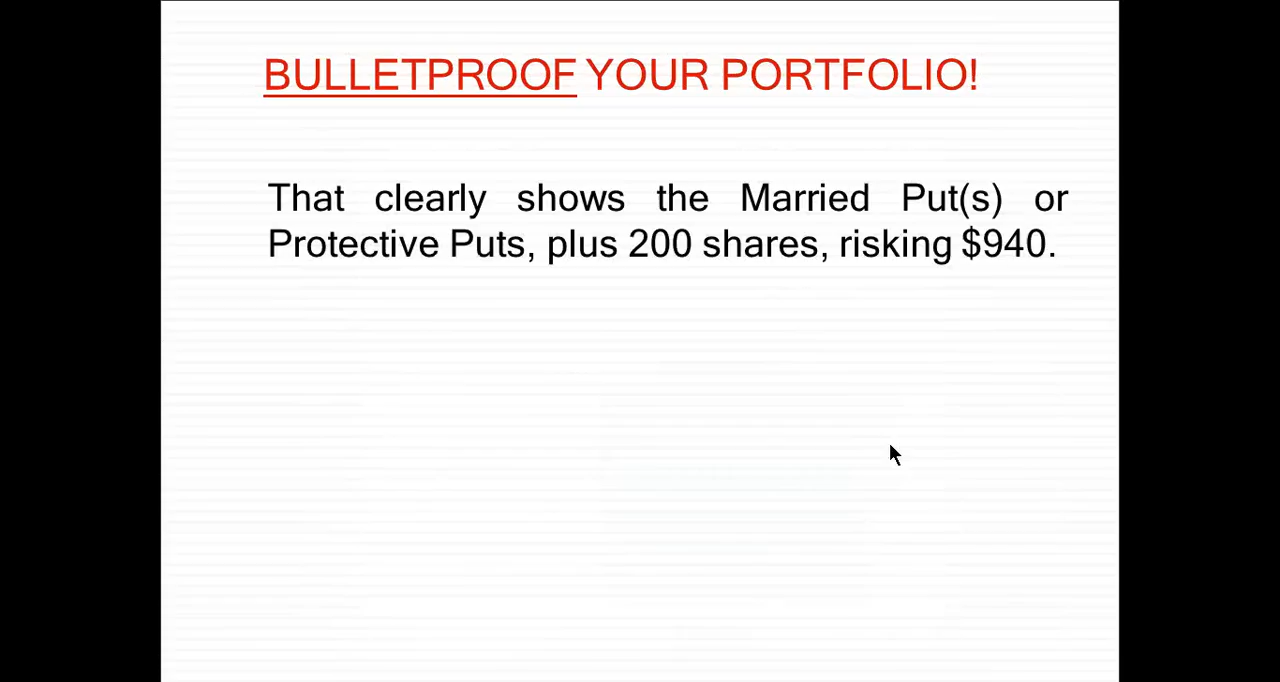 BULLETPROOF YOUR PORTFOLIO!
That clearly shows the Married Put(s) or
Protective Puts, plus 200 shares, risking $940.